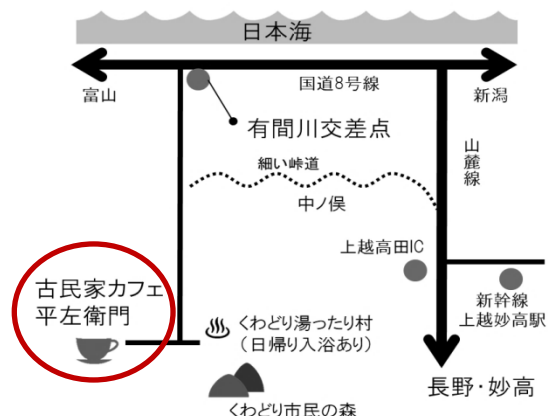 日本海
国道8号線
富山
新潟
有間川交差点
山麓線
細い峠道
中ノ俣
上越高田IC
新幹線
上越妙高駅
古民家カフェ
平左衛門
くわどり湯ったり村
（日帰り入浴あり）
長野・妙高
くわどり市民の森